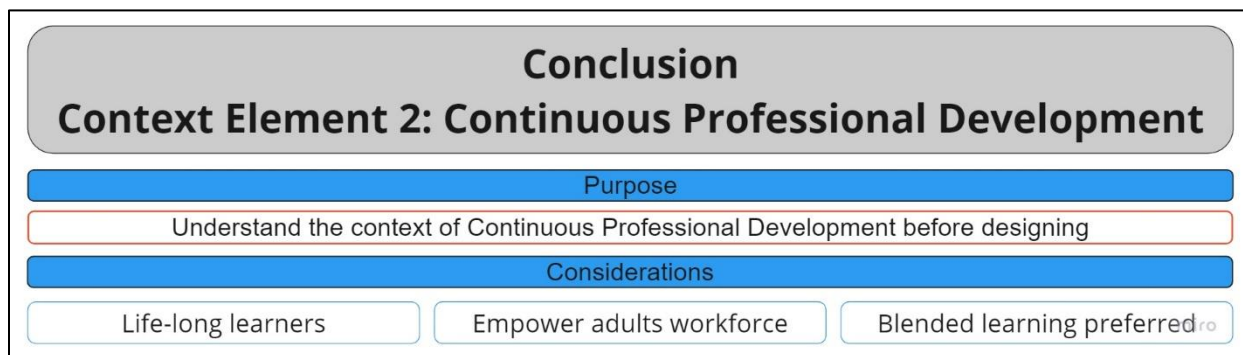 Conclusion
Context Element 2: Continuous Professional Development
Purpose
Understand the context of Continuous Professional Development before designing
Considerations
Life-long learners
Empower adults workforce
Blended learning preferred
miro